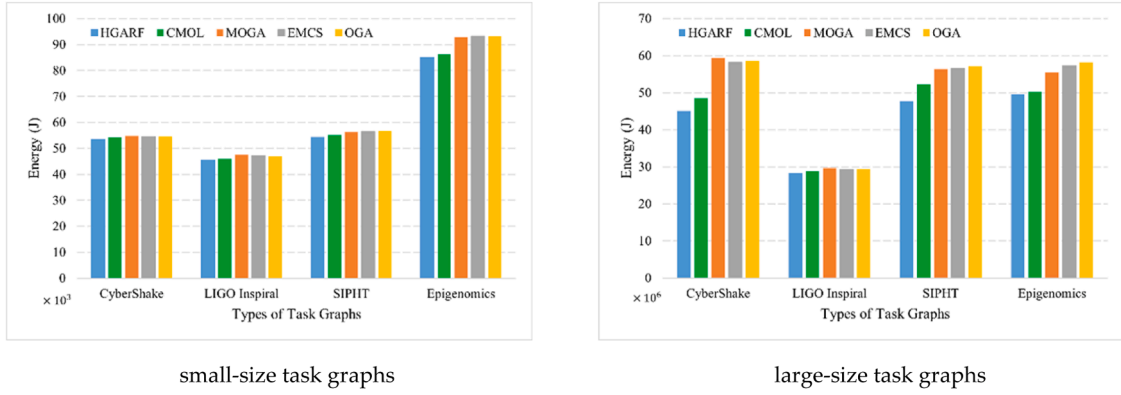 100
90
80
70
60
50
40
30
20
10
0
Energy (J)
HGARF CMOL MOGA EMCS OGA
CyberShake LIGO Inspiral SIPHT Epigenomics
× 10³
Types of Task Graphs
small-size task graphs
70
60
50
40
30
20
10
0
Energy (J)
HGARF CMOL MOGA EMCS OGA
CyberShake LIGO Inspiral SIPHT Epigenomics
× 10⁶
Types of Task Graphs
large-size task graphs